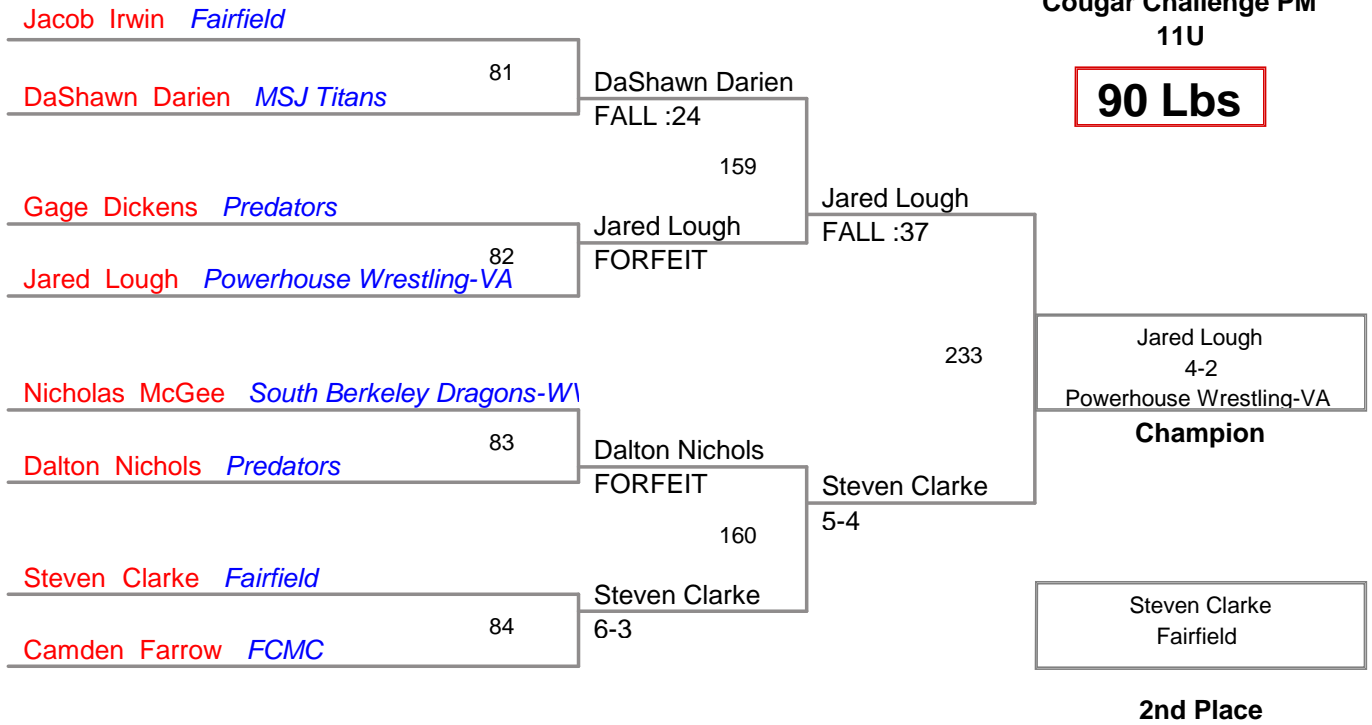 Cougar Challenge PM
11U
90 Lbs
Jacob Irwin Fairfield
81
DaShawn Darien MSJ Titans
DaShawn Darien
FALL :24
159
Gage Dickens Predators
82
Jared Lough Powerhouse Wrestling-VA
Jared Lough
FORFEIT
Jared Lough
FALL :37
233
Nicholas McGee South Berkeley Dragons-WV
83
Dalton Nichols Predators
Dalton Nichols
FORFEIT
160
Steven Clarke
5-4
Steven Clarke Fairfield
84
Camden Farrow FCMC
Steven Clarke
6-3
Jared Lough
4-2
Powerhouse Wrestling-VA
Champion
Steven Clarke
Fairfield
2nd Place